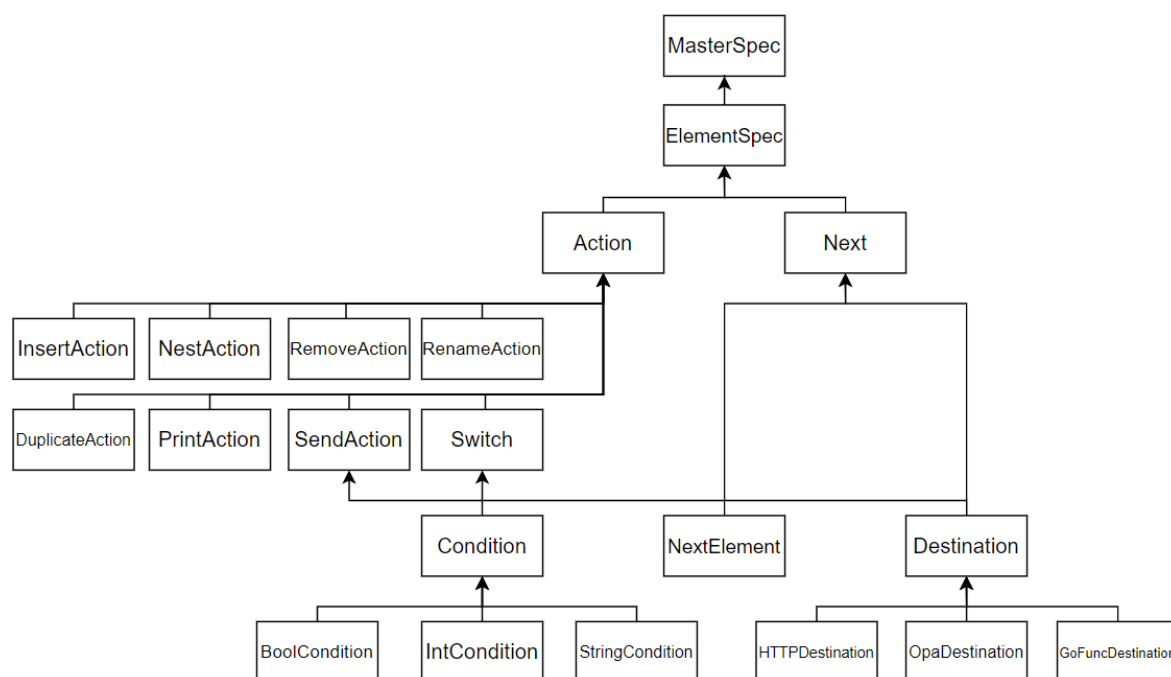 MasterSpec
ElementSpec
Action
Next
InsertAction
NestAction
RemoveAction
RenameAction
DuplicateAction
PrintAction
SendAction
Switch
Condition
NextElement
Destination
BoolCondition
IntCondition
StringCondition
HTTPDestination
OpaDestination
GoFuncDestination